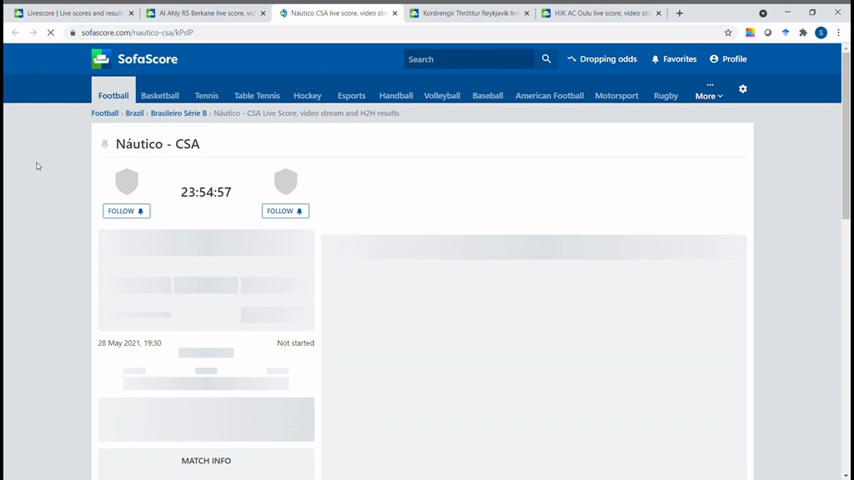 Livescore | Live scores and result
Al Ahly RS Berkane live score, vid
Náutico CSA live score, video stre
Kordrengir Thróttur Reykjavík live
HJK AC Oulu live score, video stre
sofascore.com/nautico-csa/kPslP
S
SofaScore
Search
Dropping odds
Favorites
Profile
Football Basketball Tennis Table Tennis Hockey Esports Handball Volleyball Baseball American Football Motorsport Rugby More
Football › Brazil › Brasileiro Série B › Náutico - CSA Live Score, video stream and H2H results
Náutico - CSA
23:54:57
FOLLOW
FOLLOW
28 May 2021, 19:30
Not started
MATCH INFO